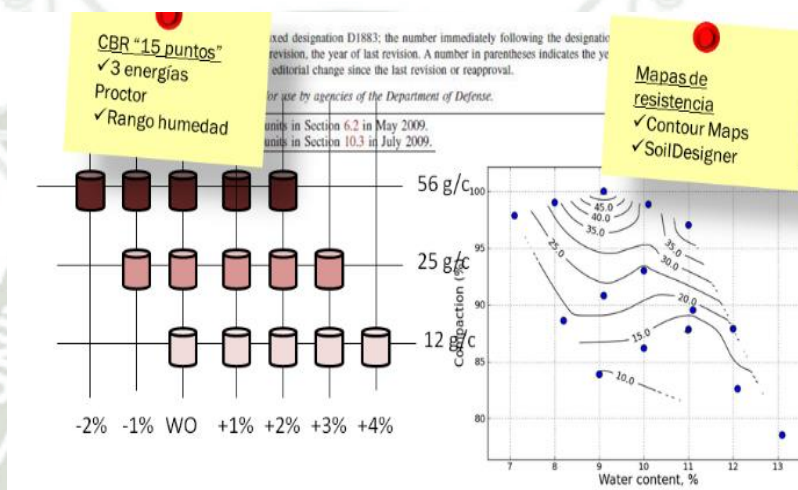 CBR "15 puntos"
✓3 energías
Proctor
✓Rango humedad
xed designation D1883; the number immediately following the designatio
revision, the year of last revision. A number in parentheses indicates the ye
editorial change since the last revision or reapproval.
for use by agencies of the Department of Defense.
units in Section 6.2 in May 2009.
units in Section 10.3 in July 2009.
Mapas de
resistencia
✓Contour Maps
✓SoilDesigner
56 g/c
25 g/c
12 g/c
-2% -1% WO +1% +2% +3% +4%
100
95
90
85
80
Compaction (%
45.0
40.0
35.0
25.0
35.0
30.0
20.0
15.0
10.0
7 8 9 10 11 12 13
Water content, %